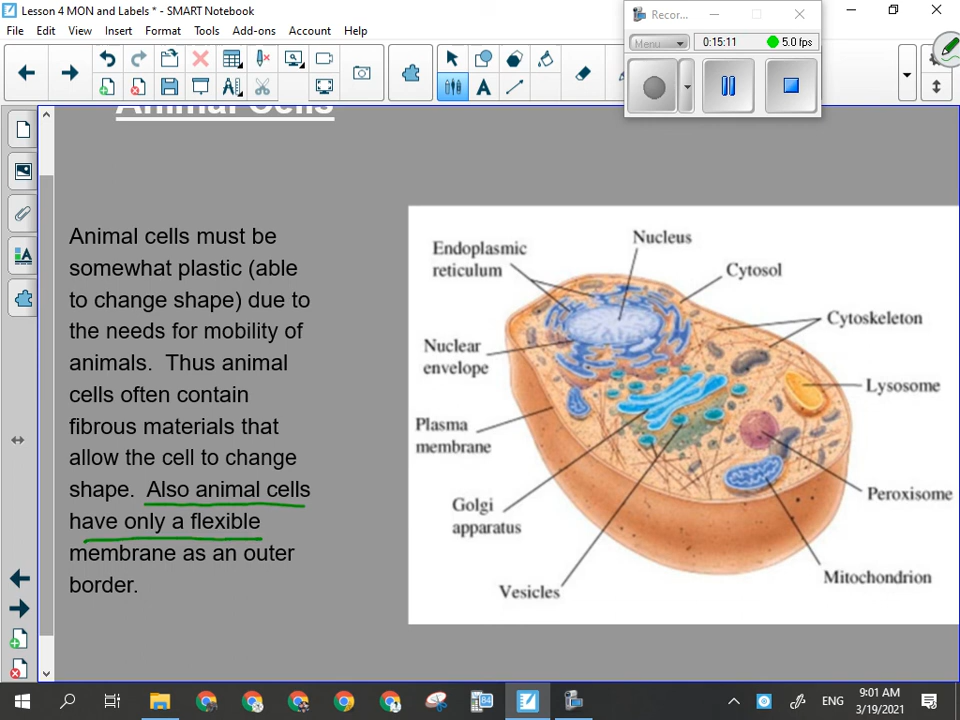 Lesson 4 MON and Labels * - SMART Notebook
Recor...
File Edit View Insert Format Tools Add-ons Account Help
Menu 0:15:11 5.0 fps
Animal Cells
Animal cells must be
somewhat plastic (able
to change shape) due to
the needs for mobility of
animals. Thus animal
cells often contain
fibrous materials that
allow the cell to change
shape. Also animal cells
have only a flexible
membrane as an outer
border.
Endoplasmic
reticulum
Nucleus
Cytosol
Cytoskeleton
Nuclear
envelope
Lysosome
Plasma
membrane
Golgi
apparatus
Peroxisome
Vesicles
Mitochondrion
ENG
9:01 AM
3/19/2021